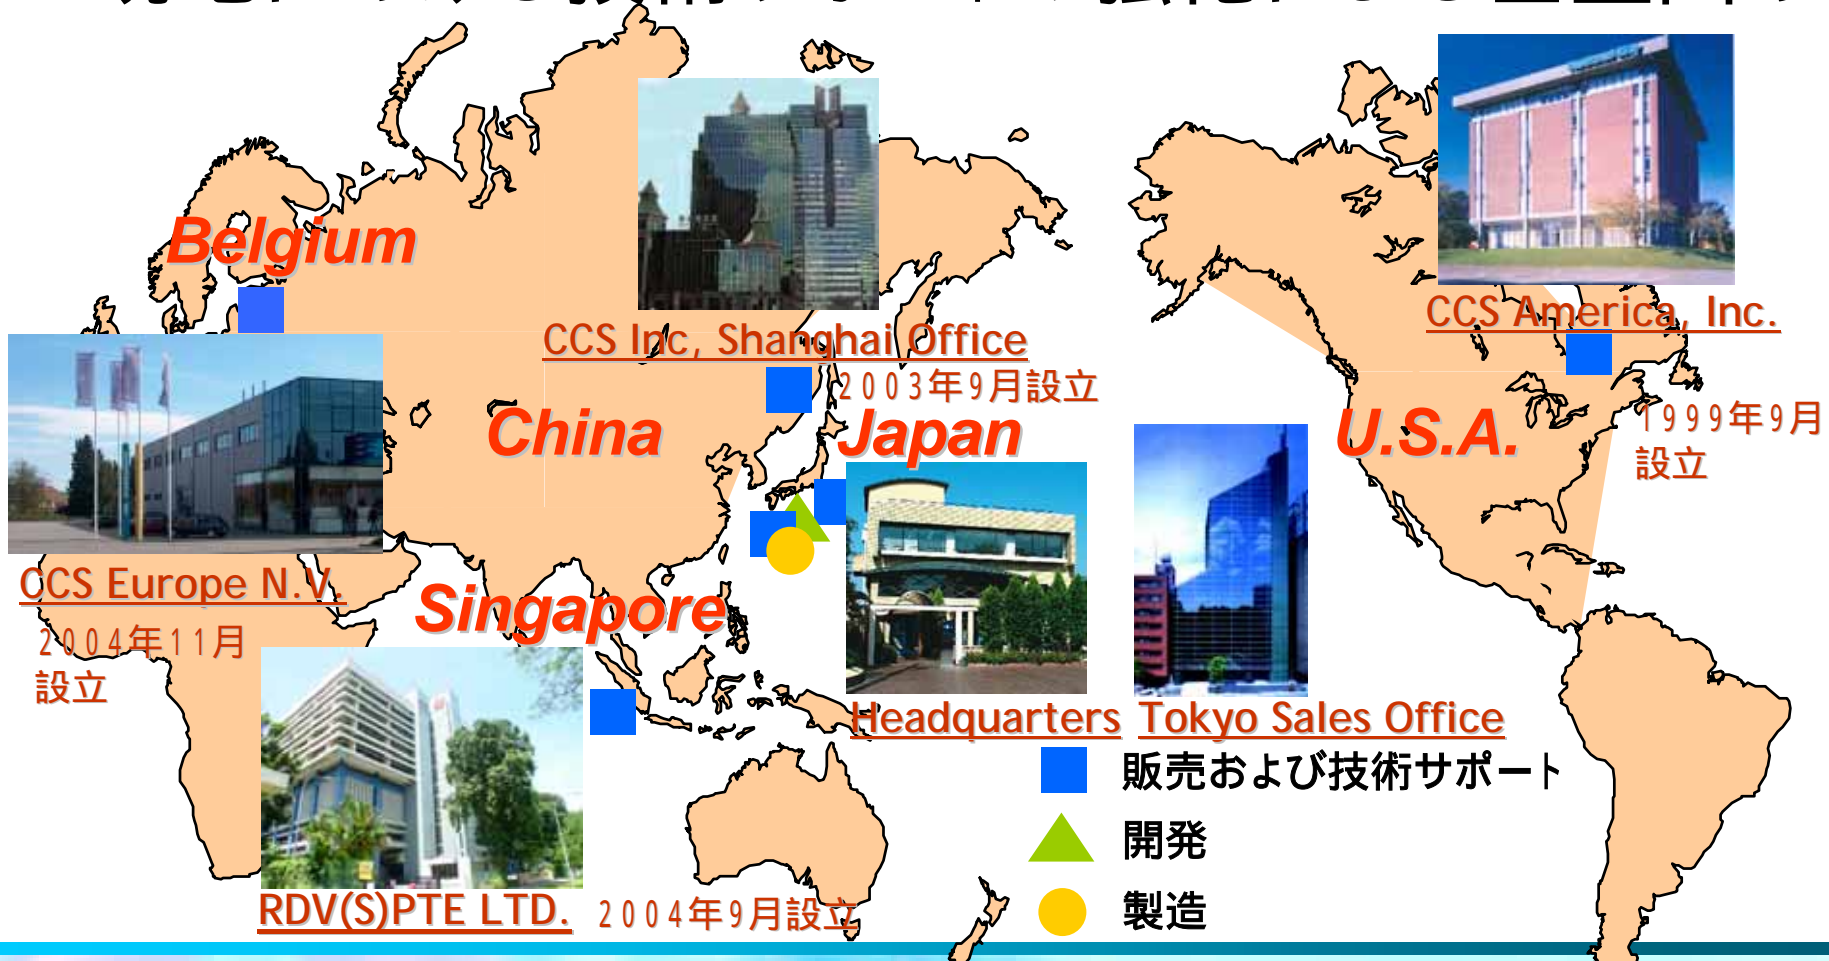 Belgium
CCS Inc, Shanghai Office
2003年9月設立
CCS America, Inc.
China
Japan
U.S.A.
1999年9月
設立
CCS Europe N.V.
2004年11月
設立
Singapore
Headquarters
Tokyo Sales Office
RDV(S)PTE LTD.
2004年9月設立
販売および技術サポート
開発
製造